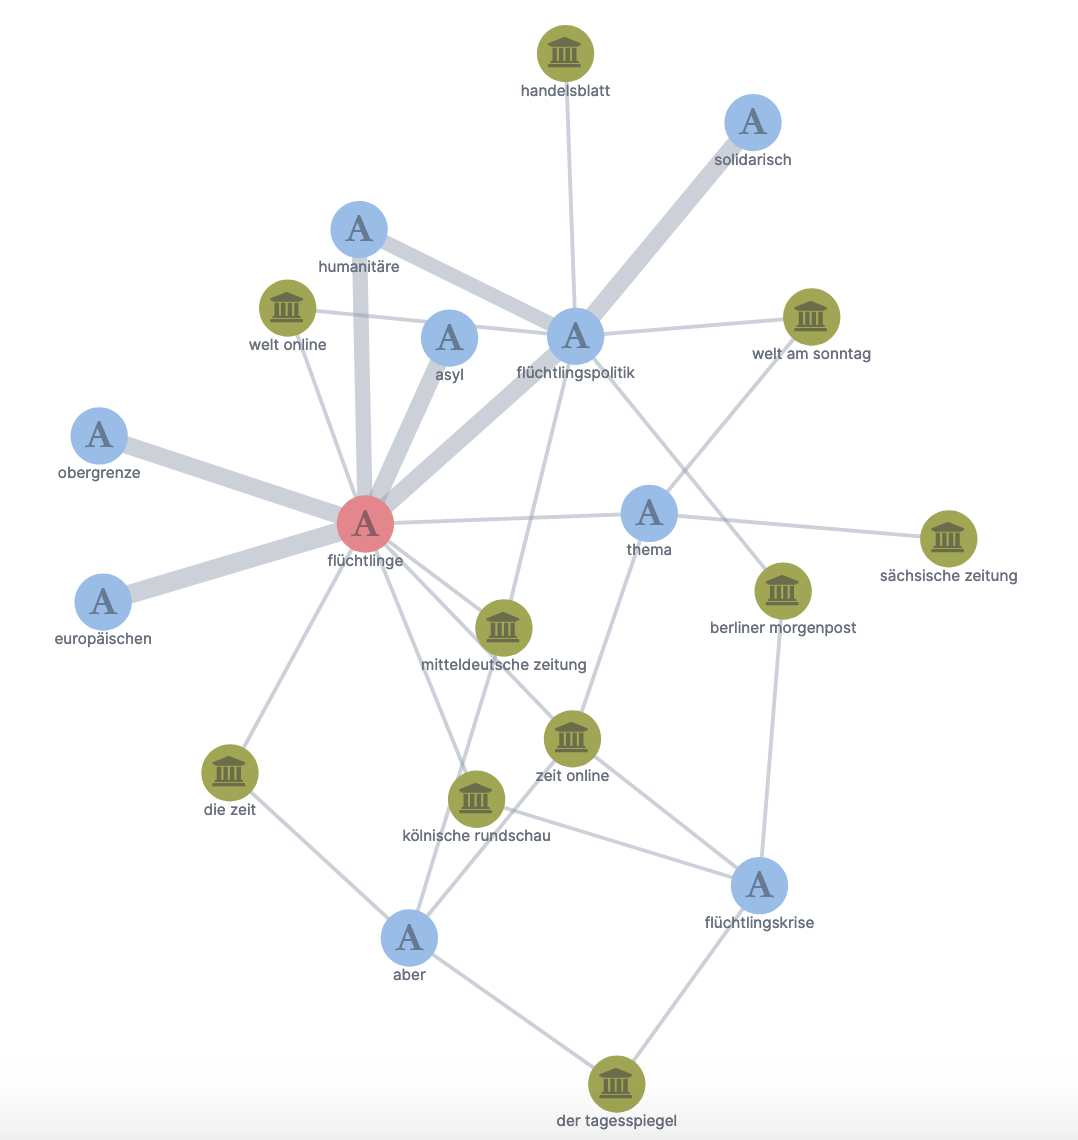 handelsblatt
A
solidarisch
A
humanitäre
welt online
A
asyl
A
flüchtlingspolitik
welt am sonntag
A
obergrenze
A
flüchtlinge
A
thema
sächsische zeitung
A
europäischen
berliner morgenpost
mitteldeutsche zeitung
zeit online
die zeit
kölnische rundschau
A
flüchtlingskrise
A
aber
der tagesspiegel